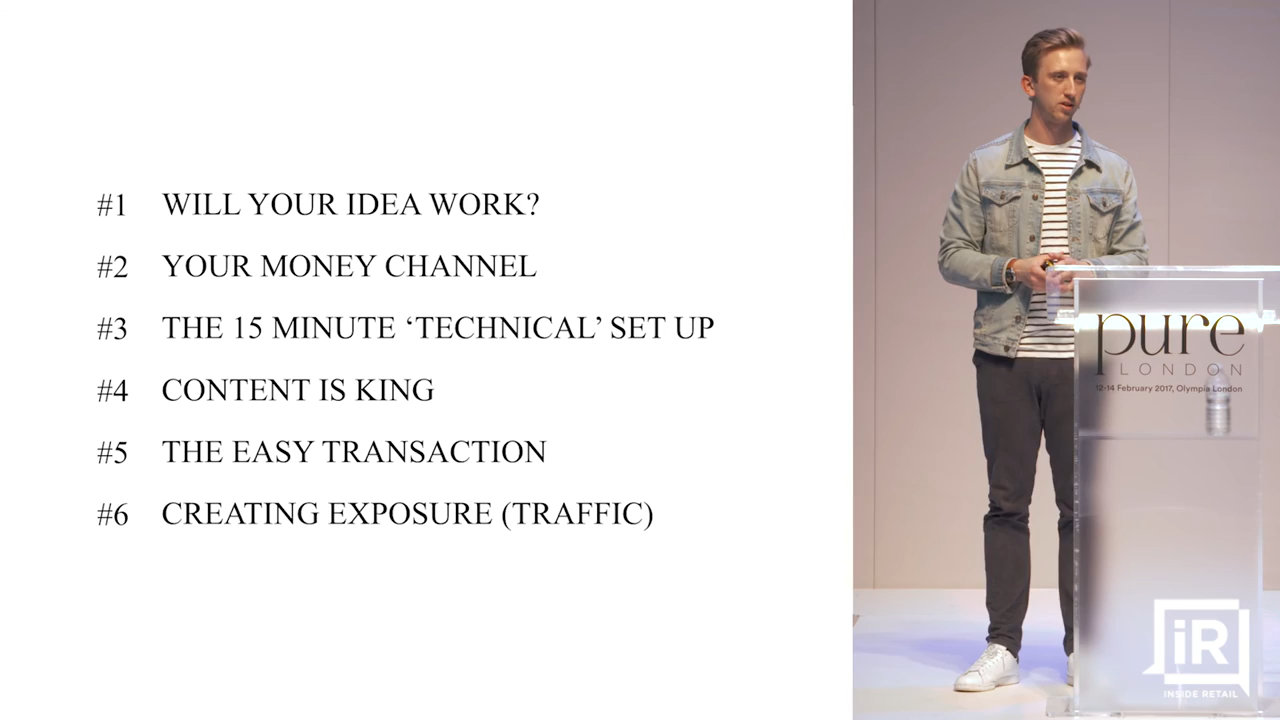 #1 WILL YOUR IDEA WORK?
#2 YOUR MONEY CHANNEL
#3 THE 15 MINUTE ‘TECHNICAL’ SET UP
#4 CONTENT IS KING
#5 THE EASY TRANSACTION
#6 CREATING EXPOSURE (TRAFFIC)
pure
LONDON
12-14 February 2017, Olympia London
iR
INSIDE RETAIL